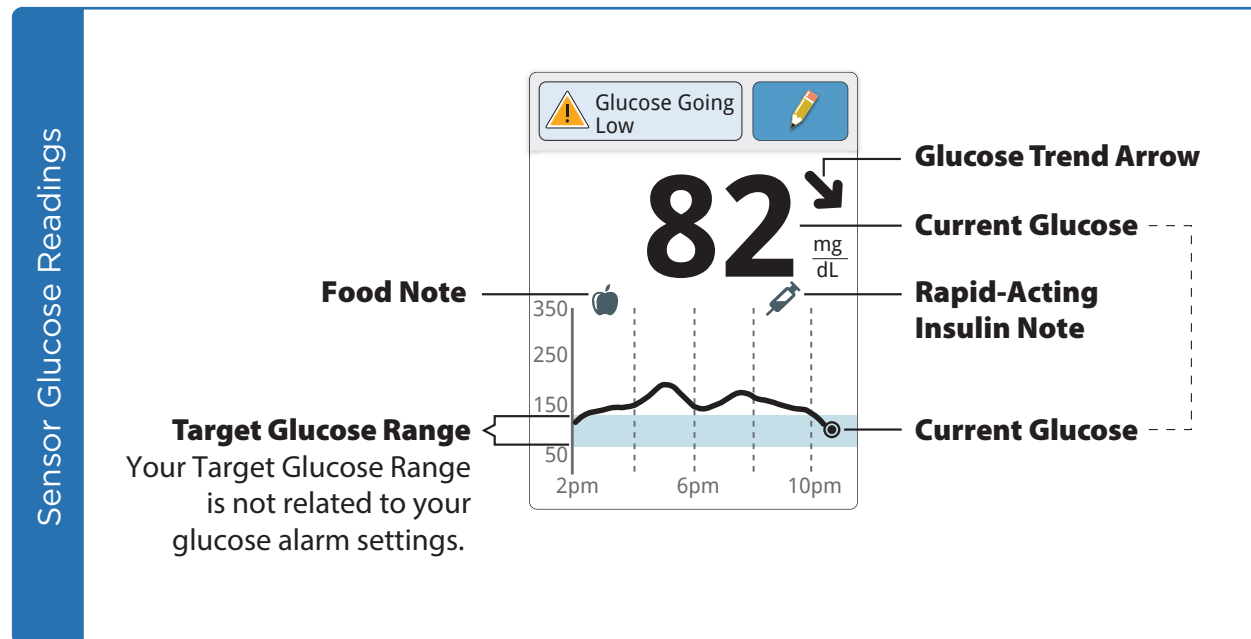 Sensor Glucose Readings
Glucose Going
Low
82
mg
dL
Glucose Trend Arrow
Current Glucose
Food Note
Rapid-Acting
Insulin Note
350
250
150
50
2pm
6pm
10pm
Target Glucose Range
Your Target Glucose Range
is not related to your
glucose alarm settings.
Current Glucose